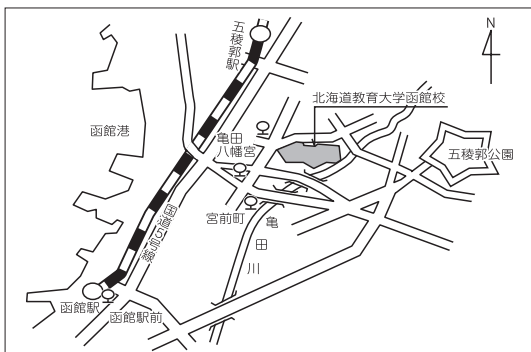 N
五稜郭駅
北海道教育大学函館校
函館港
亀田
八幡宮
五稜郭公園
宮前町
国道5号線
亀田川
函館駅
函館駅前